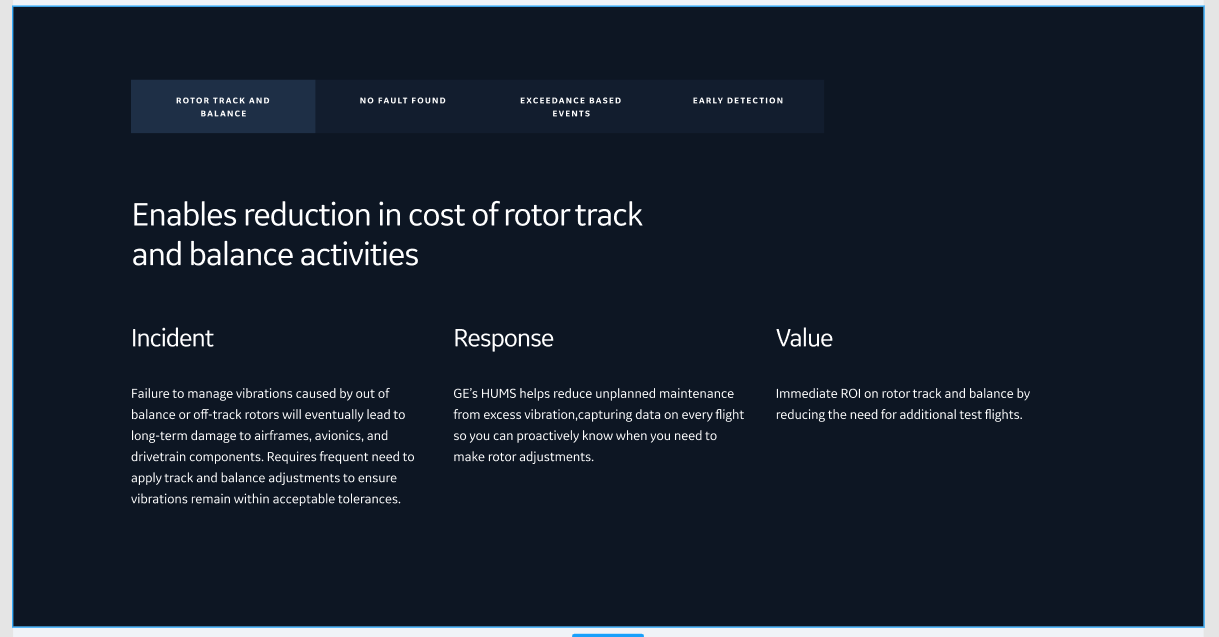 ROTOR TRACK AND
BALANCE
NO FAULT FOUND
EXCEEDANCE BASED
EVENTS
EARLY DETECTION
Enables reduction in cost of rotor track
and balance activities
Incident
Failure to manage vibrations caused by out of
balance or off-track rotors will eventually lead to
long-term damage to airframes, avionics, and
drivetrain components. Requires frequent need to
apply track and balance adjustments to ensure
vibrations remain within acceptable tolerances.
Response
GE's HUMS helps reduce unplanned maintenance
from excess vibration,capturing data on every flight
so you can proactively know when you need to
make rotor adjustments.
Value
Immediate ROI on rotor track and balance by
reducing the need for additional test flights.